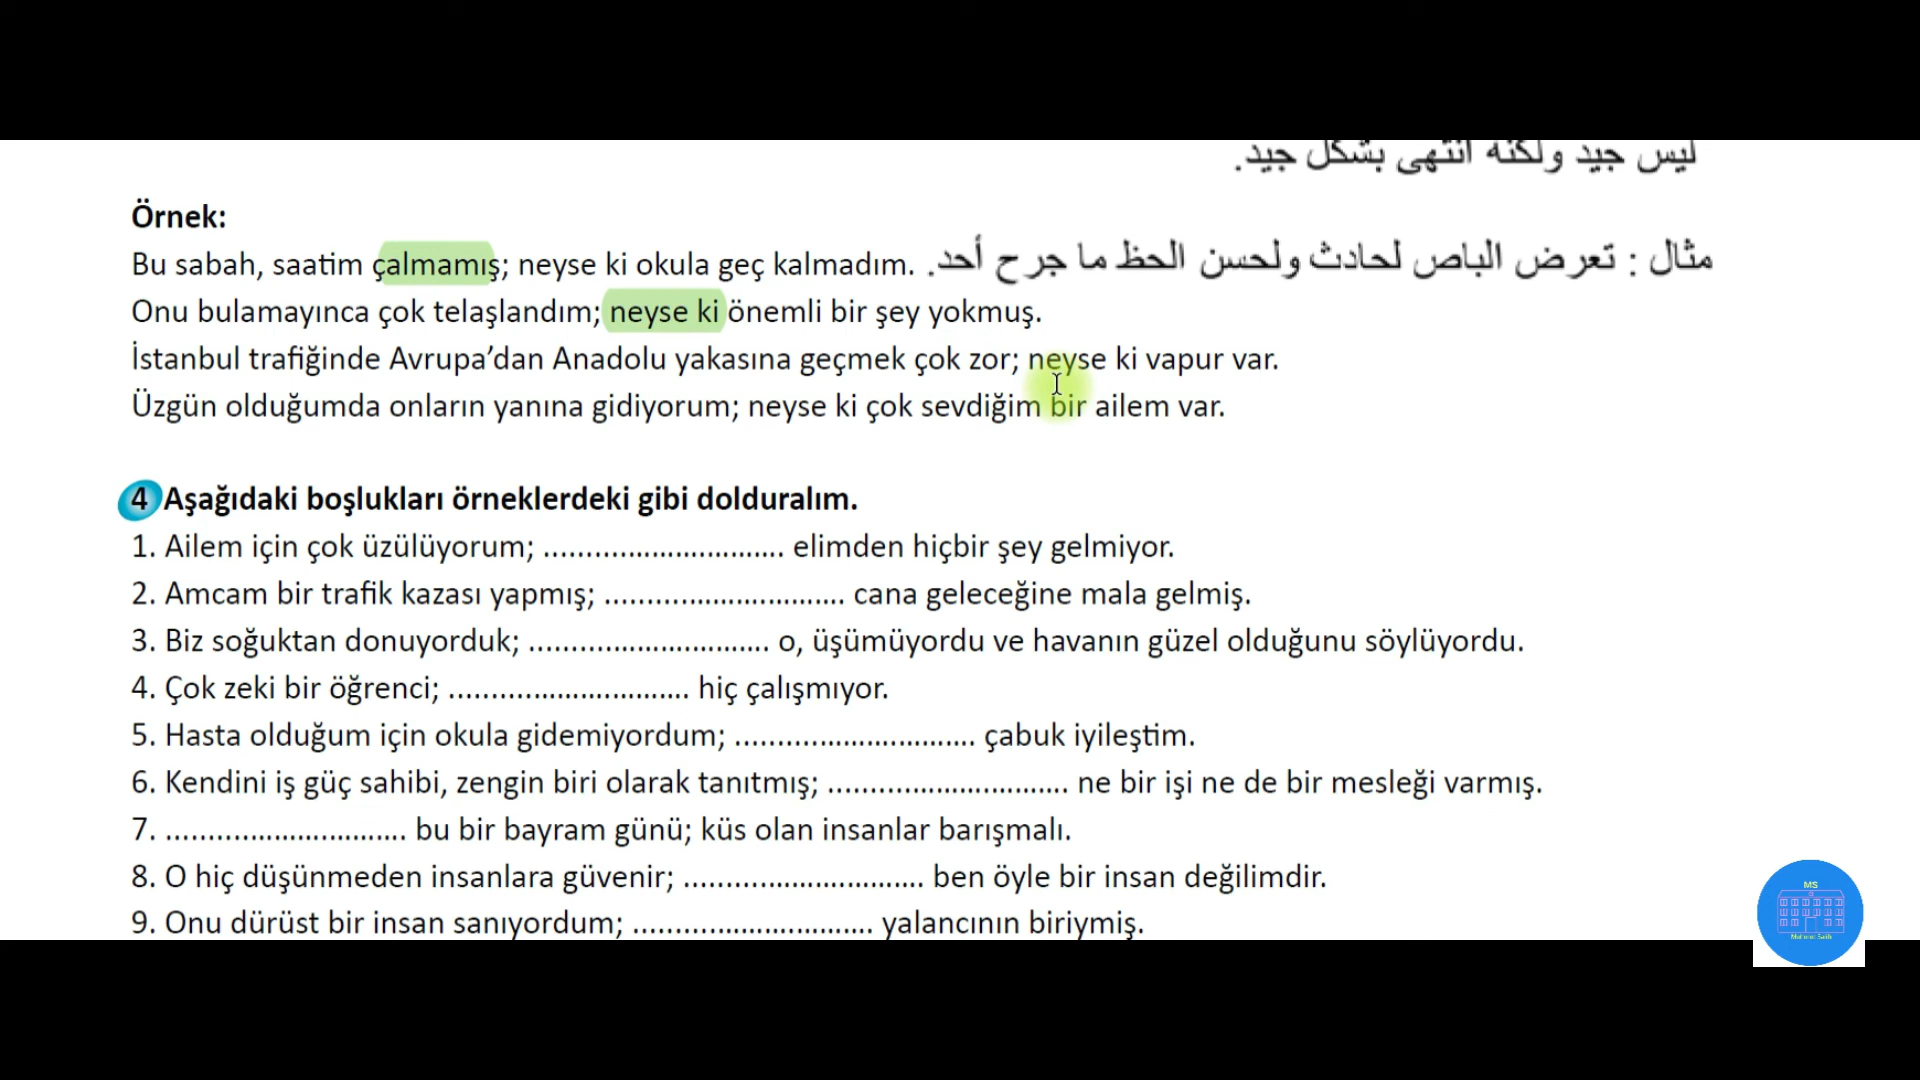 ليس جيد ولكنه انتهى بشكل جيد.
Örnek:
Bu sabah, saatim çalmamış; neyse ki okula geç kalmadım.
مثال : تعرض الباص لحادث ولحسن الحظ ما جرح أحد.
Onu bulamayınca çok telaşlandım; neyse ki önemli bir şey yokmuş.
İstanbul trafiğinde Avrupa’dan Anadolu yakasına geçmek çok zor; neyse ki vapur var.
Üzgün olduğumda onların yanına gidiyorum; neyse ki çok sevdiğim bir ailem var.
4 Aşağıdaki boşlukları örneklerdeki gibi dolduralım.
1. Ailem için çok üzülüyorum; ............................. elimden hiçbir şey gelmiyor.
2. Amcam bir trafik kazası yapmış; ............................. cana geleceğine mala gelmiş.
3. Biz soğuktan donuyorduk; ............................. o, üşümüyordu ve havanın güzel olduğunu söylüyordu.
4. Çok zeki bir öğrenci; ............................. hiç çalışmıyor.
5. Hasta olduğum için okula gidemiyordum; ............................. çabuk iyileştim.
6. Kendini iş güç sahibi, zengin biri olarak tanıtmış; ............................. ne bir işi ne de bir mesleği varmış.
7. ............................. bu bir bayram günü; küs olan insanlar barışmalı.
8. O hiç düşünmeden insanlara güvenir; ............................. ben öyle bir insan değilimdir.
9. Onu dürüst bir insan sanıyordum; ............................. yalancının biriymiş.
MS